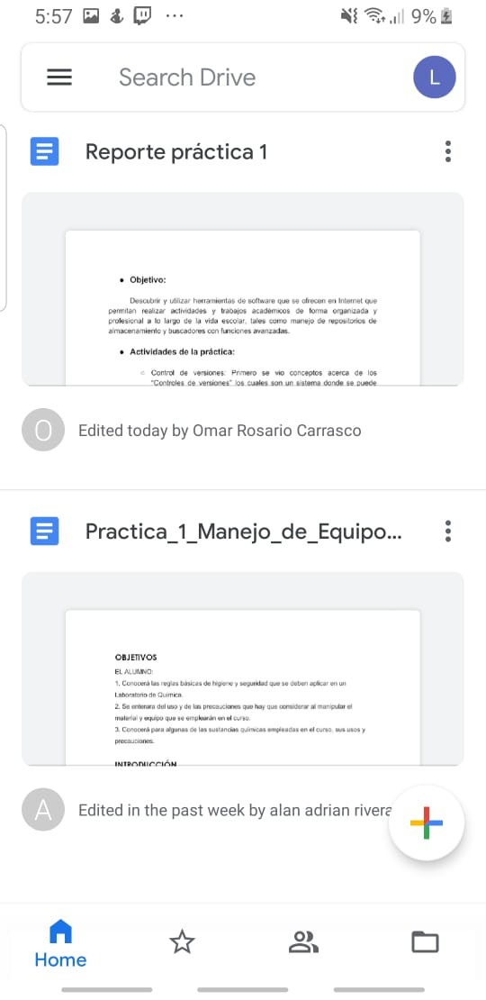 5:57
9%
Search Drive
L
Reporte práctica 1
Objetivo:
Descubrir y utilizar herramientas de software que se ofrecen en Internet que
permitan realizar actividades y trabajos académicos de forma organizada y
profesional a lo largo de la vida escolar, tales como manejo de repositorios de
almacenamiento y buscadores con funciones avanzadas.
Actividades de la práctica:
Control de versiones: Primero se vio conceptos acerca de los
"Controles de versiones" los cuales son un sistema donde se puede
O
Edited today by Omar Rosario Carrasco
Practica_1_Manejo_de_Equipo...
OBJETIVOS
EL ALUMNO:
1. Conocerá las reglas básicas de higiene y seguridad que se deben aplicar en un
Laboratorio de Química.
2. Se enterara del uso y de las precauciones que hay que considerar al manipular el
material y equipo que se emplearán en el curso.
3. Conocerá para algunas de las sustancias químicas empleadas en el curso, sus usos y
precauciones.
INTRODUCCIÓN
A
Edited in the past week by alan adrian rivera
Home